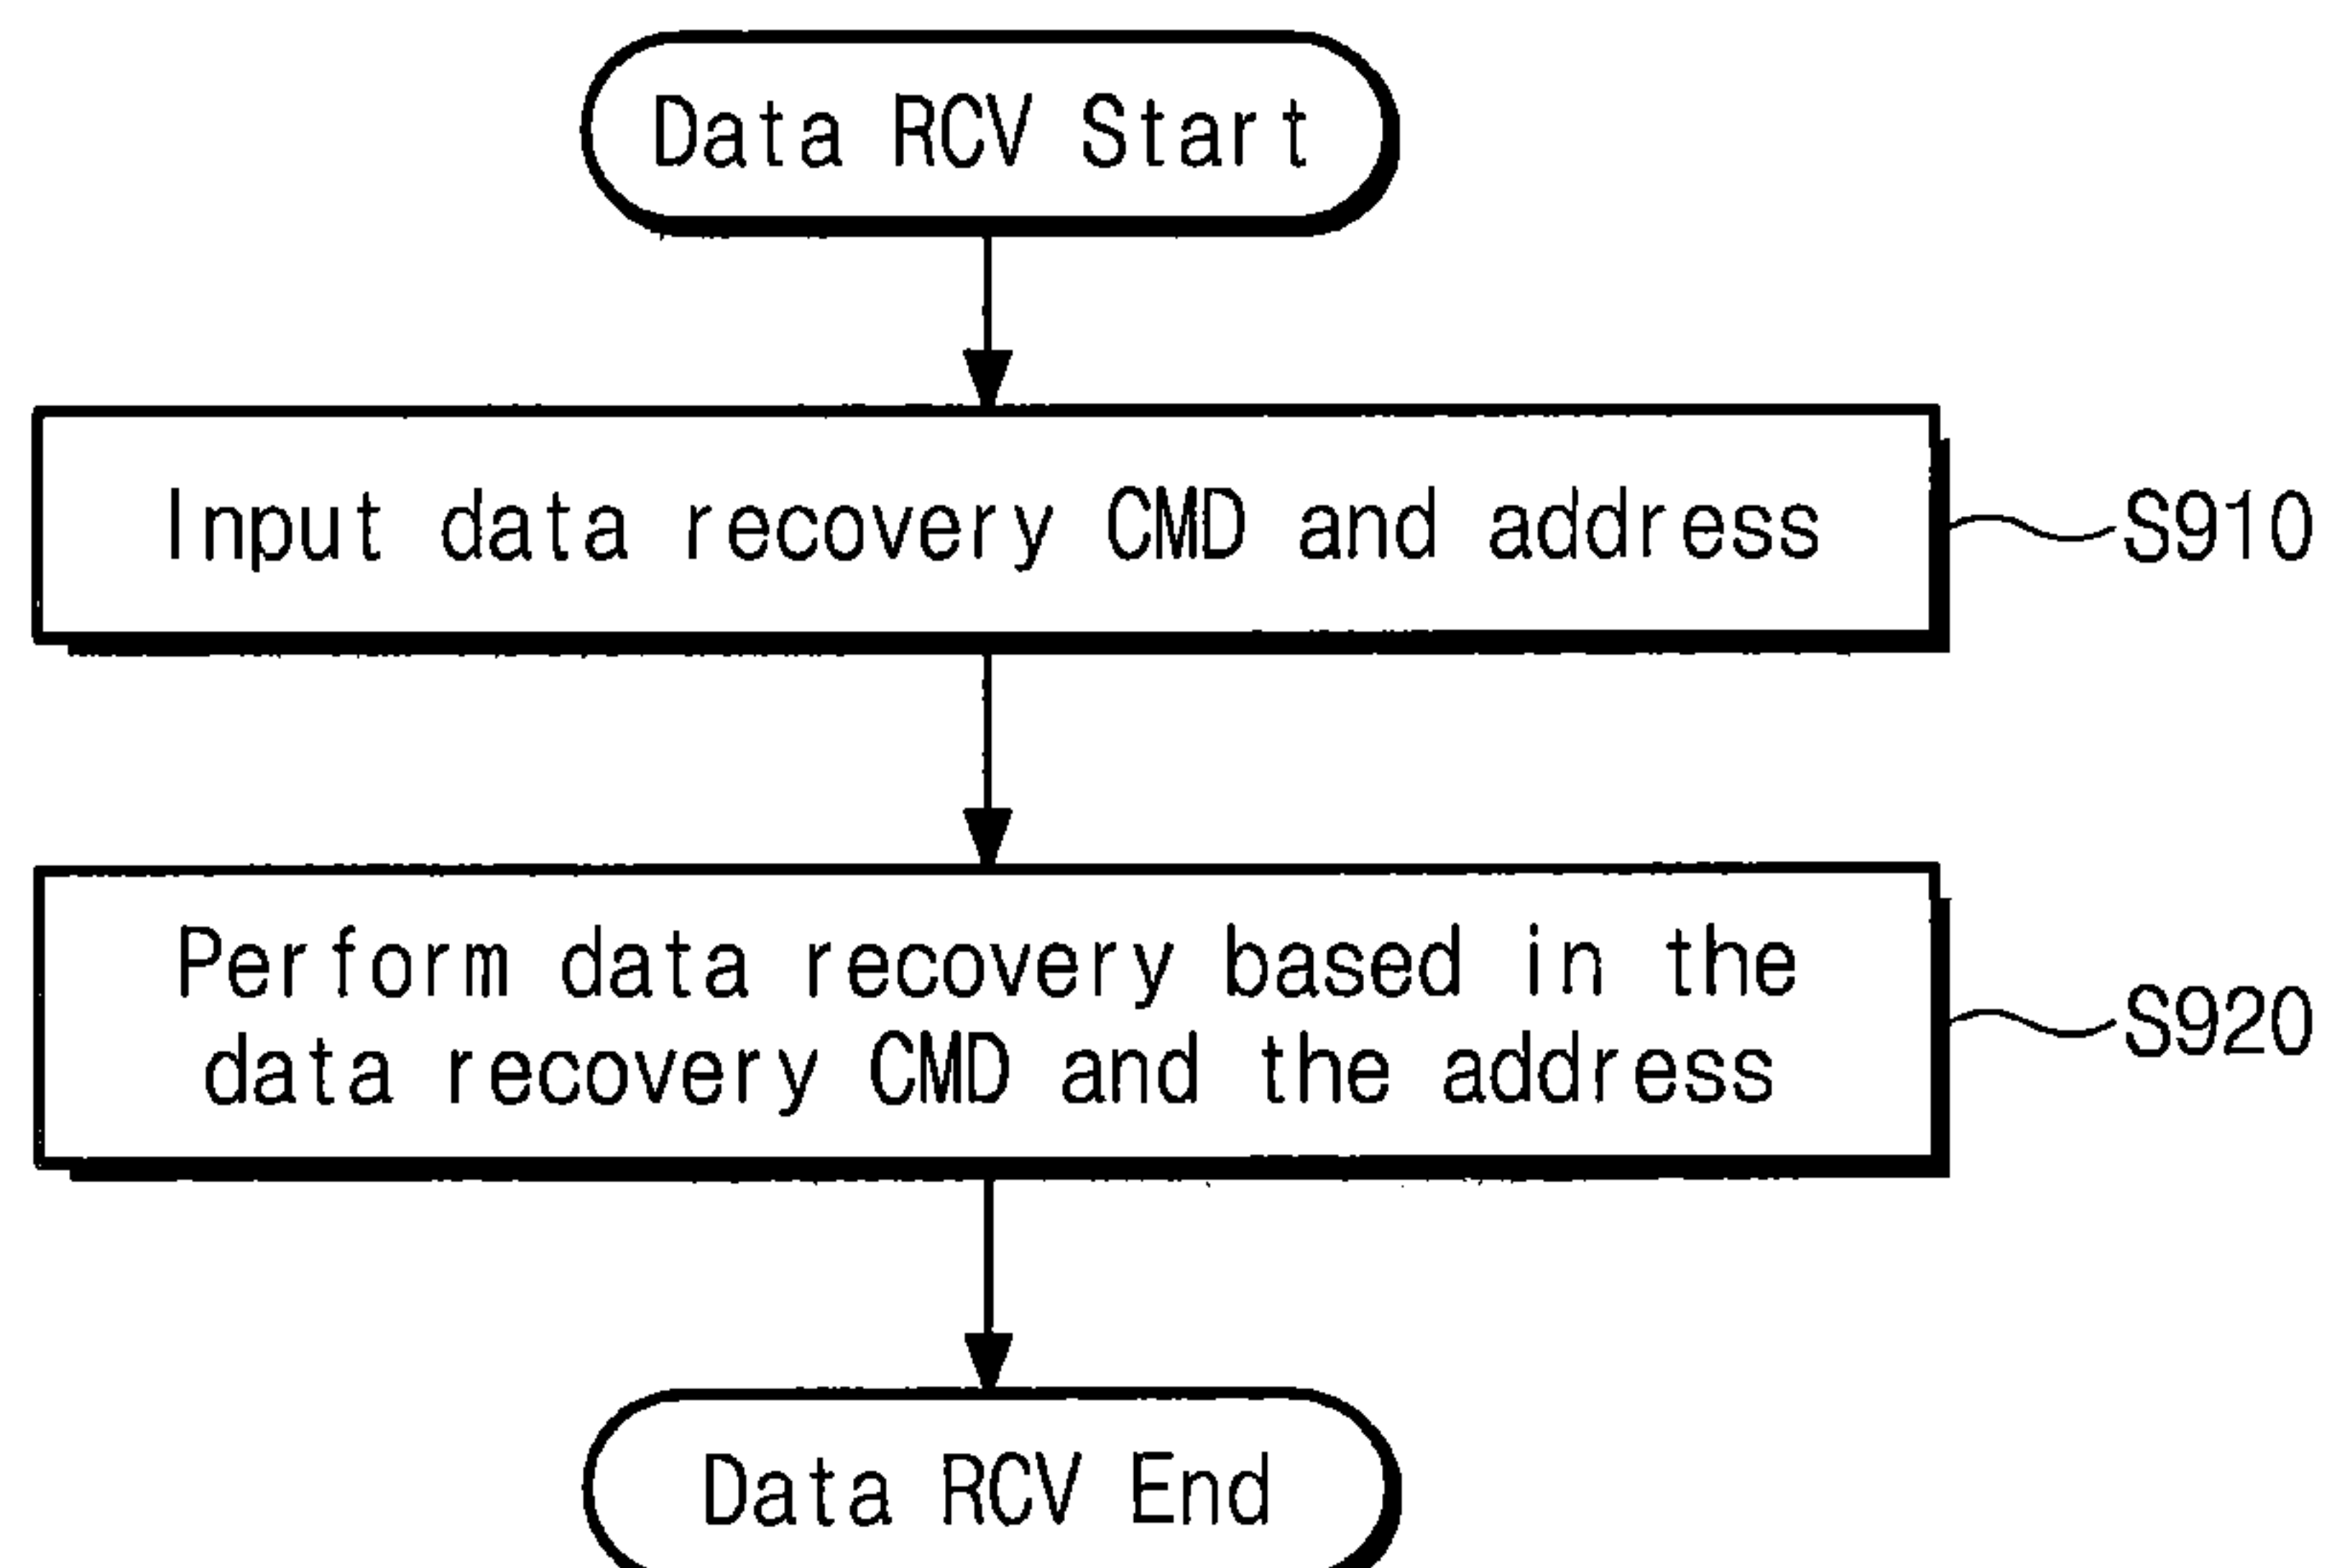 Data RCV Start
Input data recovery CMD and address
S910
Perform data recovery based in the
data recovery CMD and the address
S920
Data RCV End